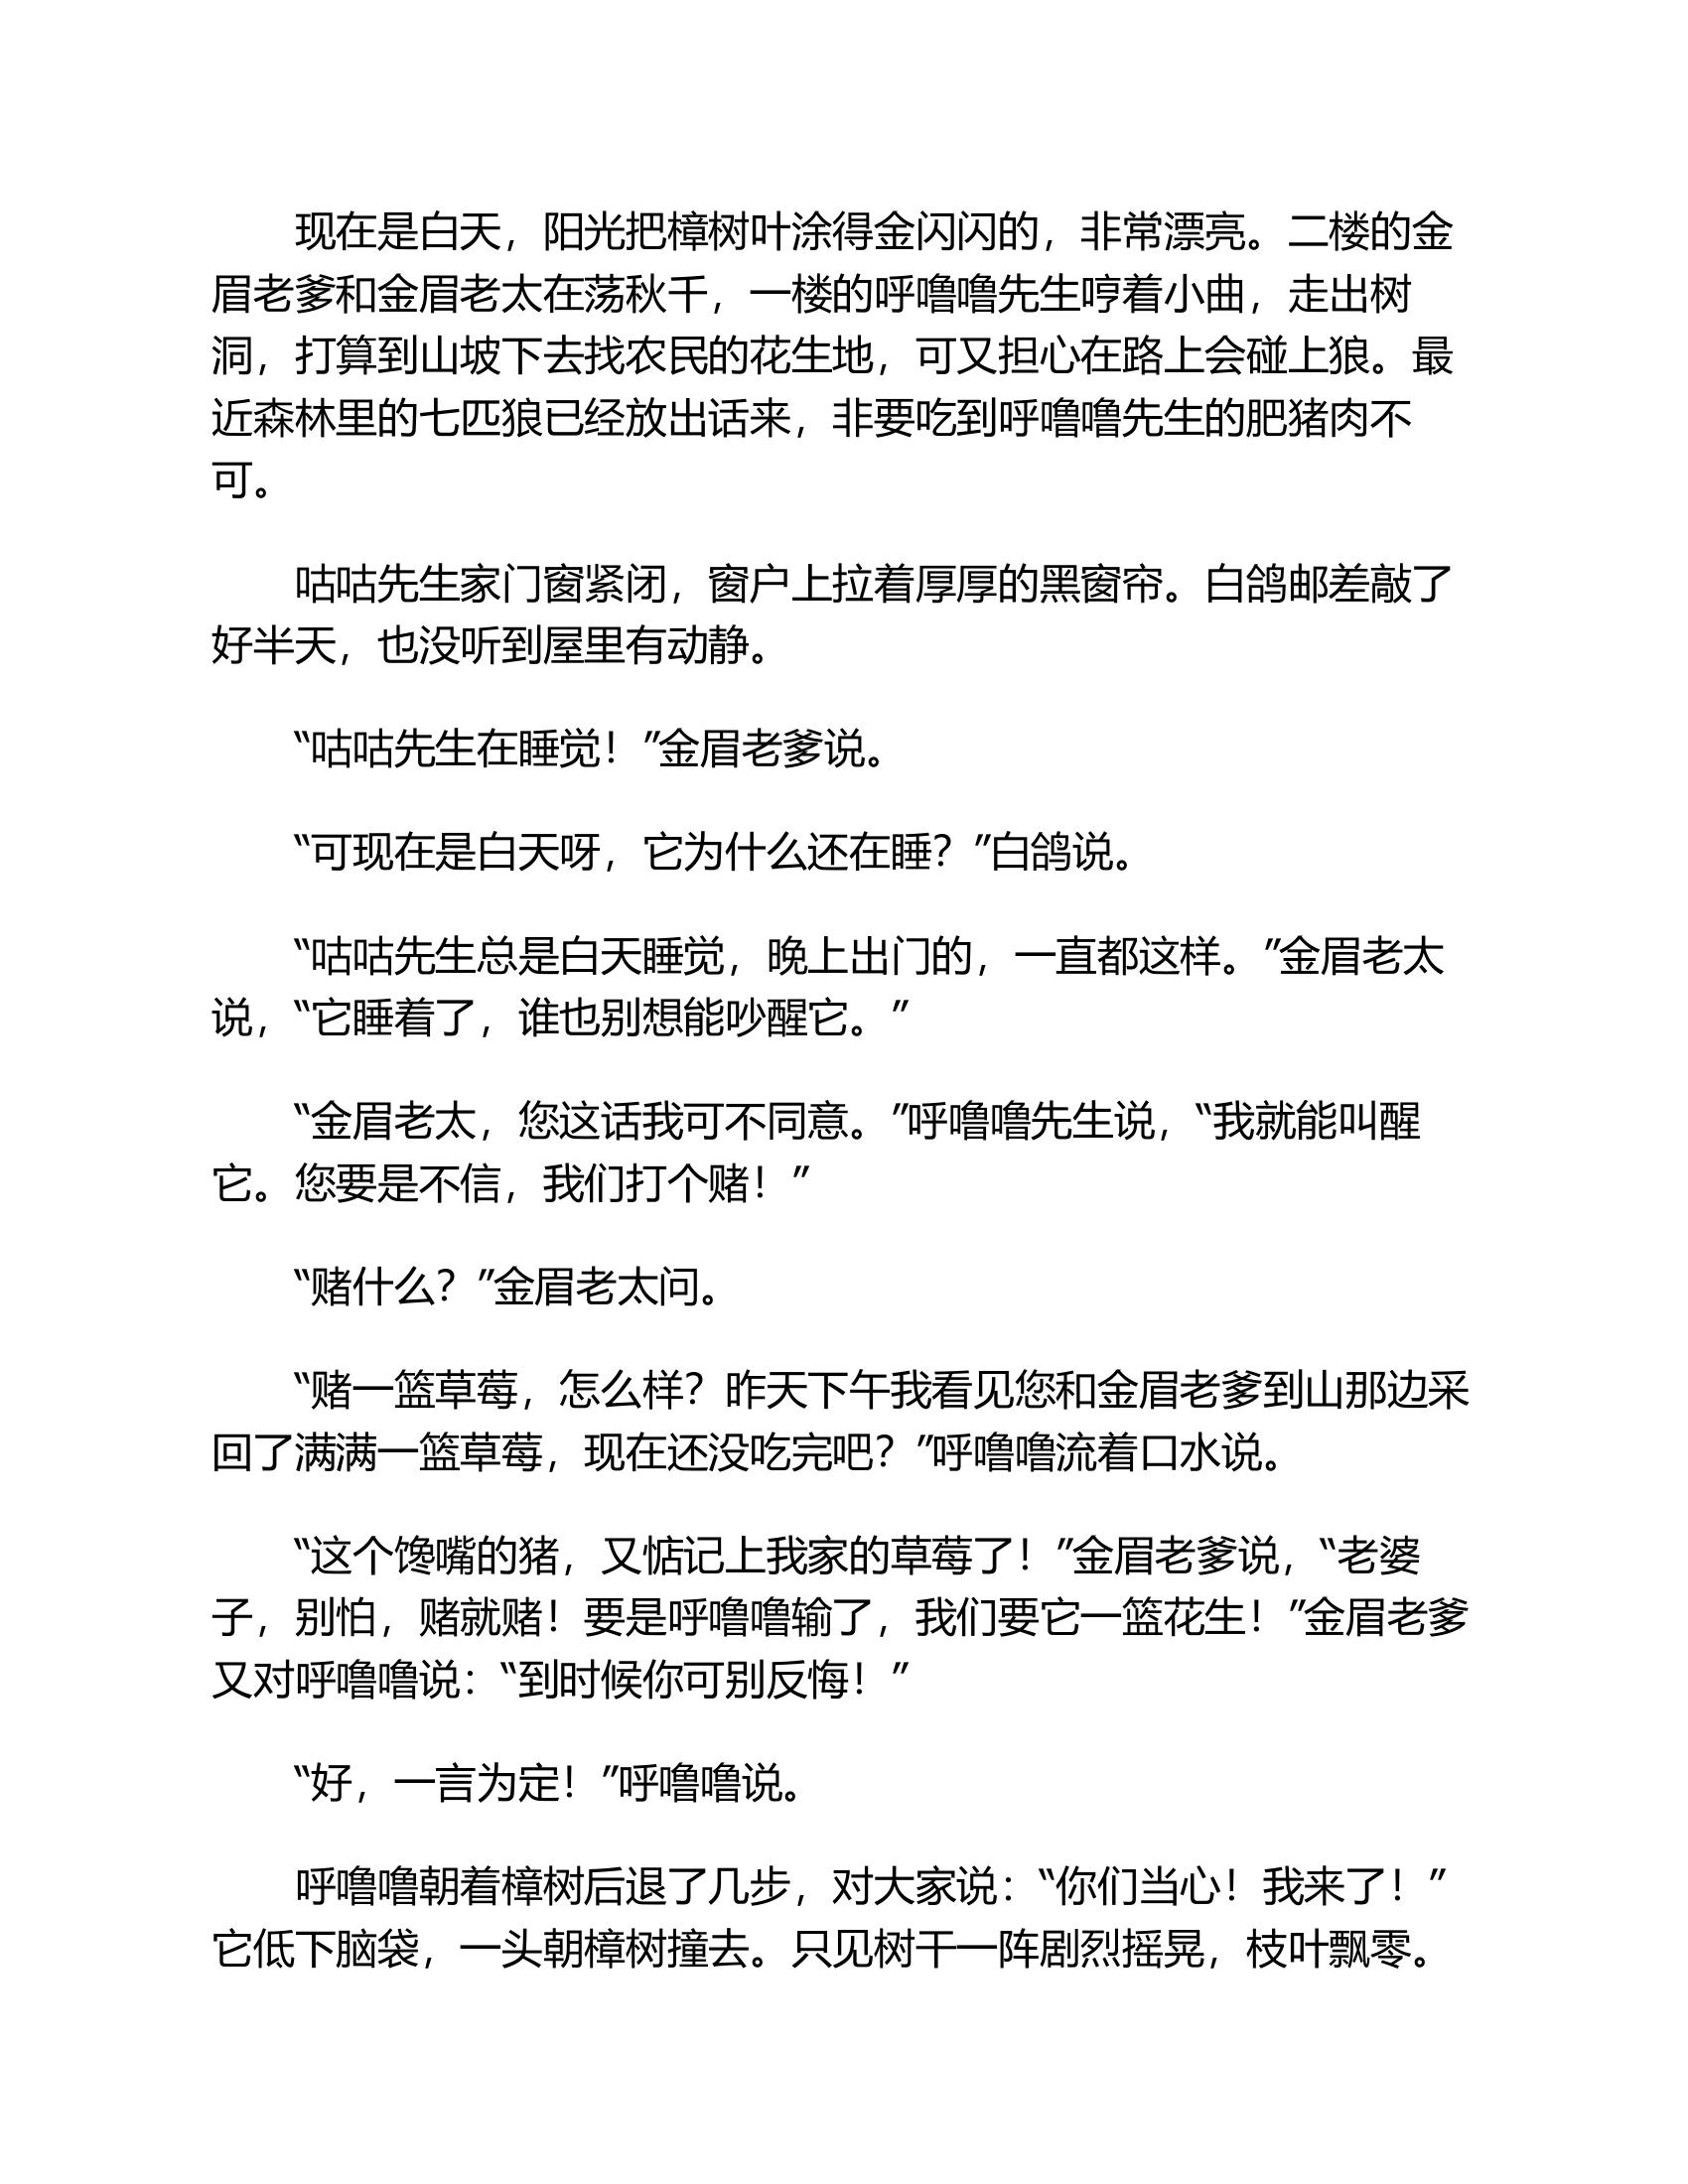 现在是白天，阳光把樟树叶涂得金闪闪的，非常漂亮。二楼的金
眉老爹和金眉老太在荡秋千，一楼的呼噜噜先生哼着小曲，走出树
洞，打算到山坡下去找农民的花生地，可又担心在路上会碰上狼。最
近森林里的七匹狼已经放出话来，非要吃到呼噜噜先生的肥猪肉不
可。
咕咕先生家门窗紧闭，窗户上拉着厚厚的黑窗帘。白鸽邮差敲了
好半天，也没听到屋里有动静。
“咕咕先生在睡觉！”金眉老爹说。
“可现在是白天呀，它为什么还在睡？”白鸽说。
“咕咕先生总是白天睡觉，晚上出门的，一直都这样。”金眉老太
说，“它睡着了，谁也别想能吵醒它。”
“金眉老太，您这话我可不同意。”呼噜噜先生说，“我就能叫醒
它。您要是不信，我们打个赌！”
“赌什么？”金眉老太问。
“赌一篮草莓，怎么样？昨天下午我看见您和金眉老爹到山那边采
回了满满一篮草莓，现在还没吃完吧？”呼噜噜流着口水说。
“这个馋嘴的猪，又惦记上我家的草莓了！”金眉老爹说，“老婆
子，别怕，赌就赌！要是呼噜噜输了，我们要它一篮花生！”金眉老爹
又对呼噜噜说：“到时候你可别反悔！”
“好，一言为定！”呼噜噜说。
呼噜噜朝着樟树后退了几步，对大家说：“你们当心！我来了！”
它低下脑袋，一头朝樟树撞去。只见树干一阵剧烈摇晃，枝叶飘零。